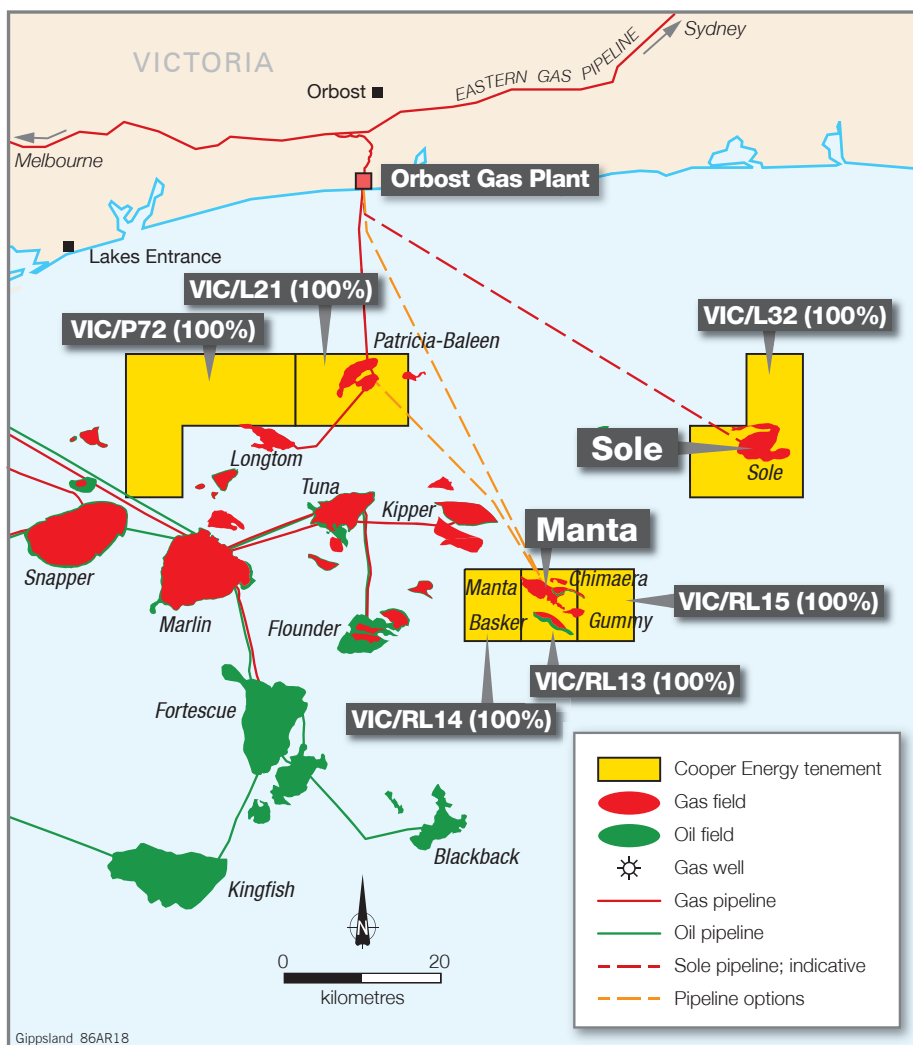 Sydney
VICTORIA
EASTERN GAS PIPELINE
Orbost
Melbourne
Orbost Gas Plant
Lakes Entrance
VIC/L21 (100%)
VIC/P72 (100%)
VIC/L32 (100%)
Patricia-Baleen
Longtom
Sole
Sole
Tuna
Kipper
Manta
Snapper
Manta
Chimaera
VIC/RL15 (100%)
Marlin
Flounder
Basker
Gummy
VIC/RL13 (100%)
Fortescue
VIC/RL14 (100%)
Blackback
Kingfish
N
0
20
kilometres
Cooper Energy tenement
Gas field
Oil field
Gas well
Gas pipeline
Oil pipeline
Sole pipeline; indicative
Pipeline options
Gippsland 86AR18